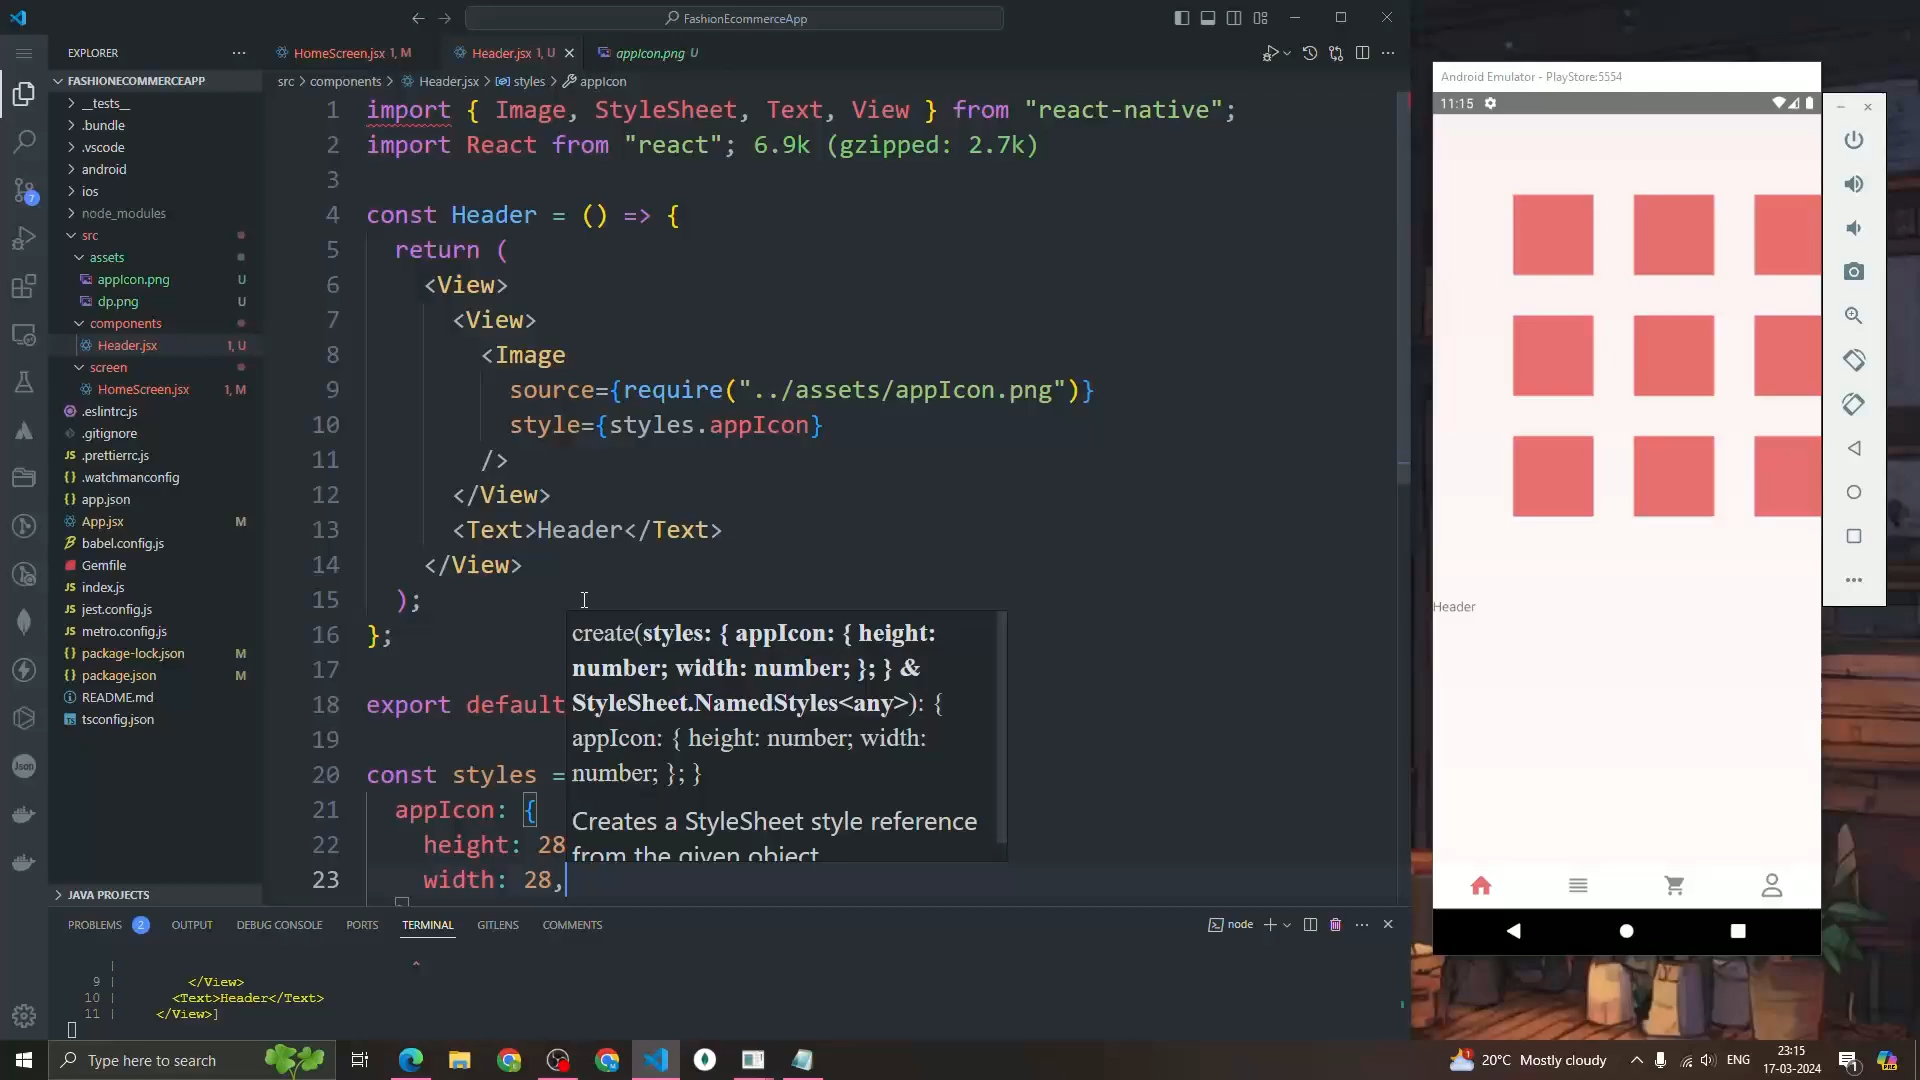 FashionEcommerceApp
EXPLORER
HomeScreen.jsx 1, M
Header.jsx 1, U
appIcon.png U
FASHIONECOMMERCEAPP
src > components > Header.jsx > styles > appIcon
__tests__
.bundle
.vscode
android
ios
node_modules
src
assets
appIcon.png U
dp.png U
components
Header.jsx 1, U
screen
HomeScreen.jsx 1, M
.eslintrc.js
.gitignore
JS .prettierrc.js
.watchmanconfig
{} app.json
App.jsx M
babel.config.js
Gemfile
JS index.js
JS jest.config.js
JS metro.config.js
{} package-lock.json M
{} package.json M
README.md
tsconfig.json
JAVA PROJECTS
7
Json
1 import { Image, StyleSheet, Text, View } from "react-native";
2 import React from "react"; 6.9k (gzipped: 2.7k)
3
4 const Header = () => {
5 return (
6 <View>
7 <View>
8 <Image
9 source={require("../assets/appIcon.png")}
10 style={styles.appIcon}
11 />
12 </View>
13 <Text>Header</Text>
14 </View>
15 );
16 };
17
18 export default
19
20 const styles =
21 appIcon: {
22 height: 28
23 width: 28,
create(styles: { appIcon: { height:
number; width: number; }; } &
StyleSheet.NamedStyles<any>): {
appIcon: { height: number; width:
number; }; }
Creates a StyleSheet style reference
from the given object.
PROBLEMS 2 OUTPUT DEBUG CONSOLE PORTS TERMINAL GITLENS COMMENTS
node
| ^
9 | </View>
10 | <Text>Header</Text>
11 | </View>]
Android Emulator - PlayStore:5554
11:15
Header
Type here to search
20°C Mostly cloudy
ENG
23:15
17-03-2024